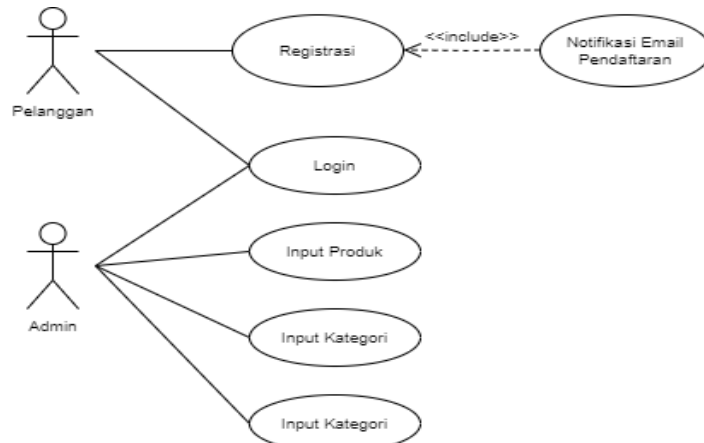 Registrasi
<<include>>
Notifikasi Email
Pendaftaran
Pelanggan
Login
Input Produk
Admin
Input Kategori
Input Kategori